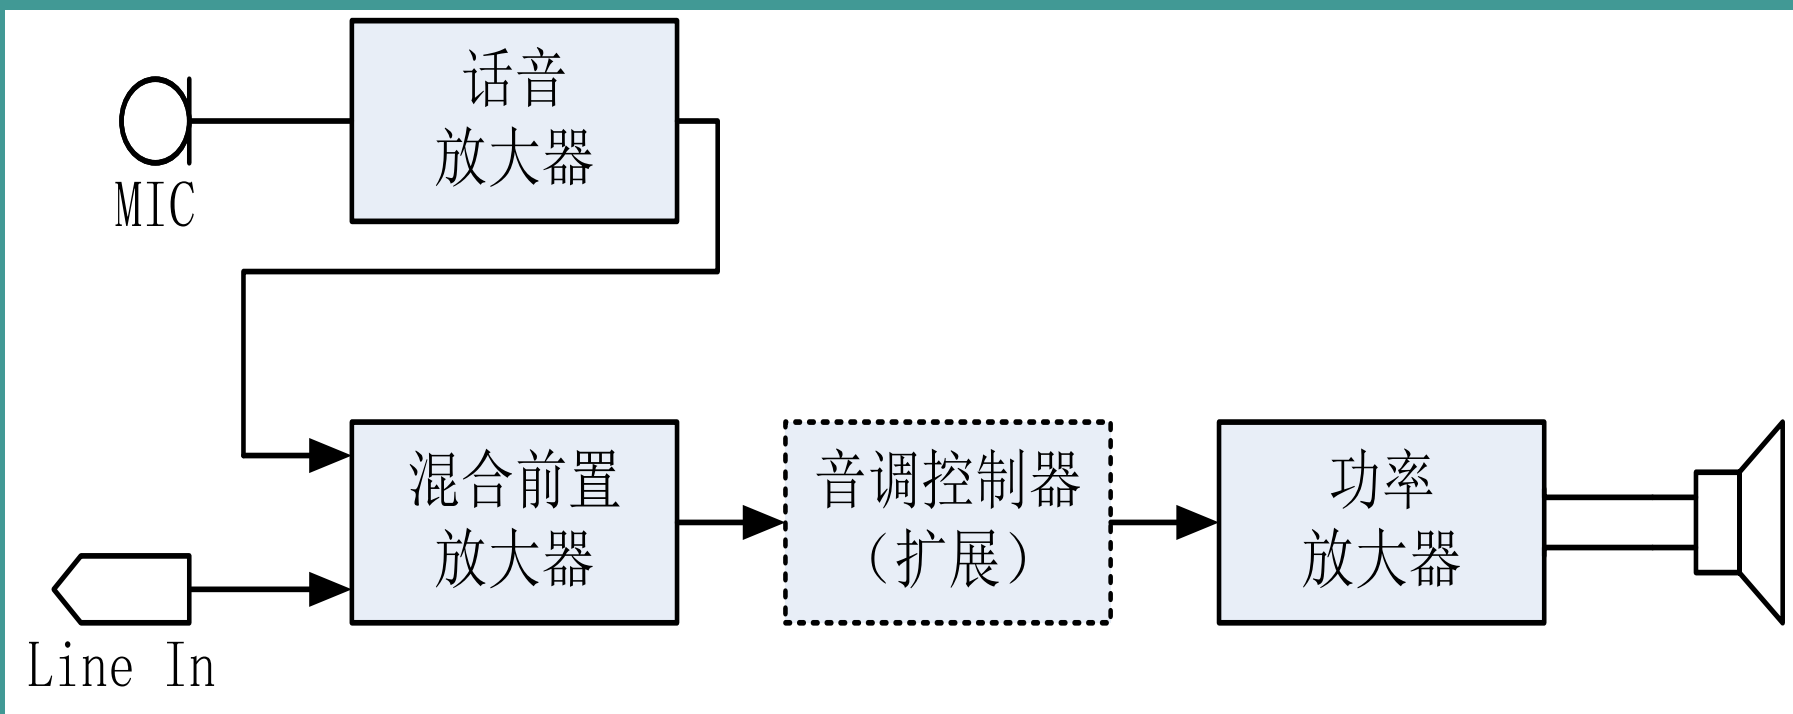 话音
放大器
MIC
混合前置
放大器
音调控制器
（扩展）
功率
放大器
Line In